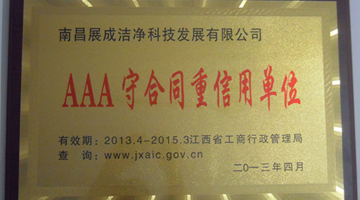 南昌展成洁净科技发展有限公司
AAA守合同重信用单位
有效期：2013.4-2015.3江西省工商行政管理局
查　询：www.jxaic.gov.cn
二○一三年四月